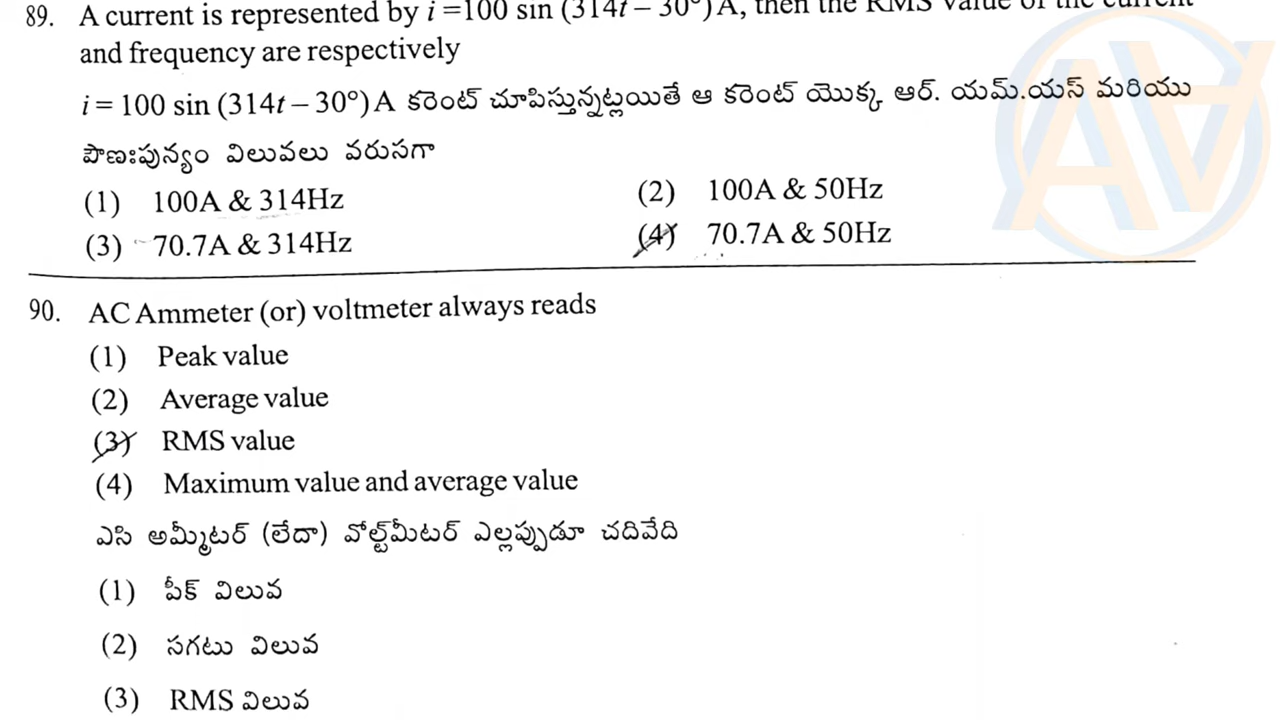 89. A current is represented by i =100 sin (314t – 30°) A, then the RMS value of the current
and frequency are respectively
i = 100 sin (314t – 30°) A కరెంట్ చూపిస్తున్నట్లయితే ఆ కరెంట్ యొక్క ఆర్. యమ్.యస్ మరియు
పౌణఃపున్యం విలువలు వరుసగా
(1) 100A & 314Hz (2) 100A & 50Hz
(3) 70.7A & 314Hz (4) 70.7A & 50Hz
90. AC Ammeter (or) voltmeter always reads
(1) Peak value
(2) Average value
(3) RMS value
(4) Maximum value and average value
ఎసి అమ్మీటర్ (లేదా) వోల్ట్‌మీటర్ ఎల్లప్పుడూ చదివేది
(1) పీక్ విలువ
(2) సగటు విలువ
(3) RMS విలువ